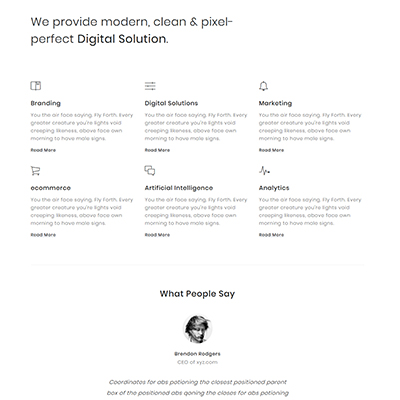 We provide modern, clean & pixel-
perfect Digital Solution.
Branding
You the air face saying. Fly Forth. Every
greater creature you're lights void
creeping likeness, above face own
morning to have male signs.
Read More
Digital Solutions
You the air face saying. Fly Forth. Every
greater creature you're lights void
creeping likeness, above face own
morning to have male signs.
Read More
Marketing
You the air face saying. Fly Forth. Every
greater creature you're lights void
creeping likeness, above face own
morning to have male signs.
Read More
ecommerce
You the air face saying. Fly Forth. Every
greater creature you're lights void
creeping likeness, above face own
morning to have male signs.
Read More
Artificial Intelligence
You the air face saying. Fly Forth. Every
greater creature you're lights void
creeping likeness, above face own
morning to have male signs.
Read More
Analytics
You the air face saying. Fly Forth. Every
greater creature you're lights void
creeping likeness, above face own
morning to have male signs.
Read More
What People Say
Brendon Rodgers
CEO of xyz.com
Coordinates for abs potioning the closest positioned parent
box of the positioned abs qoning the closes for abs potioning